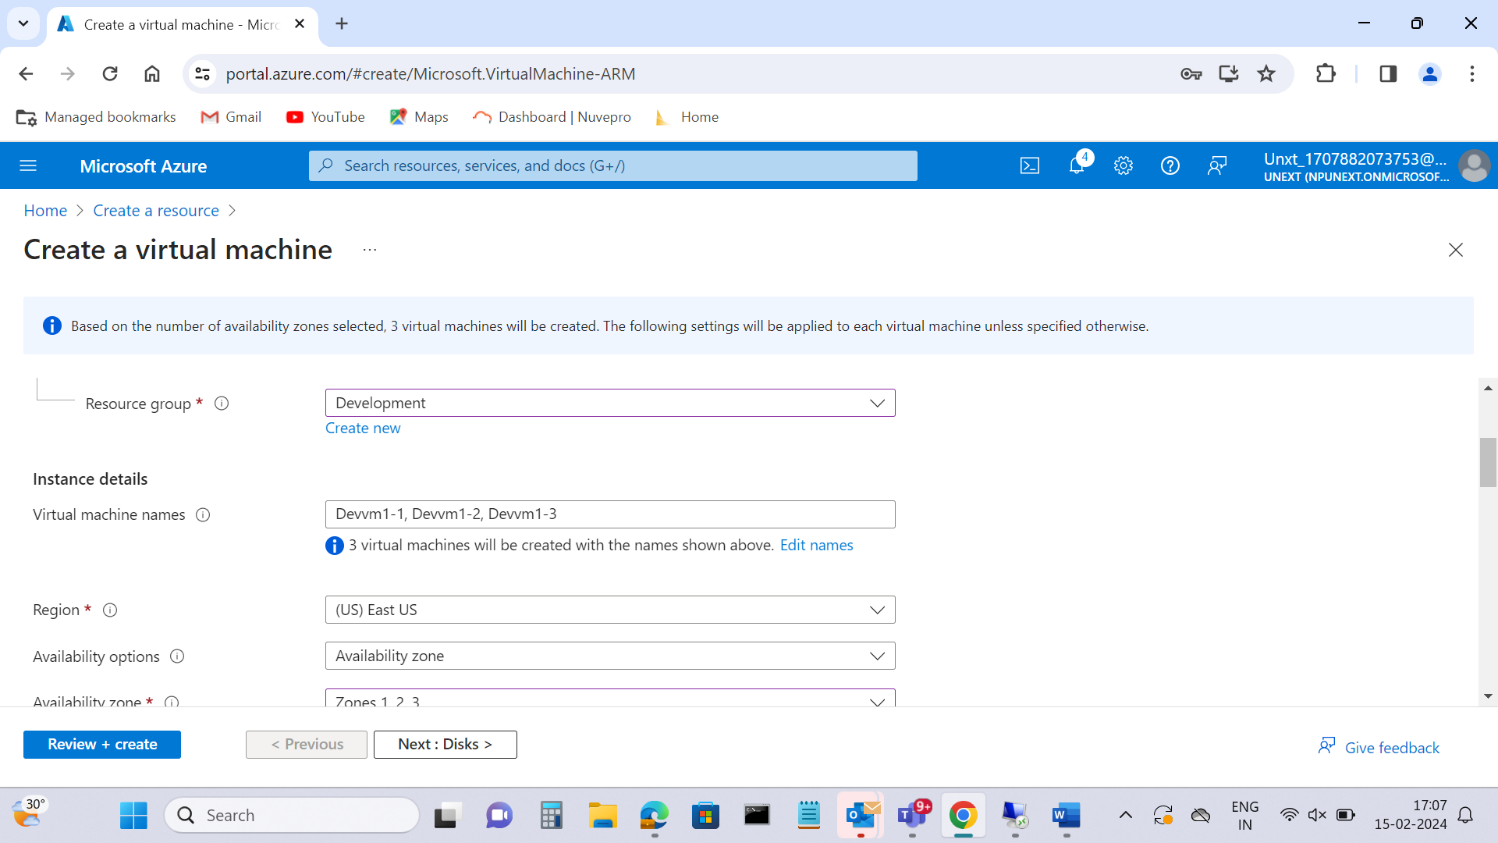 Create a virtual machine - Micro
portal.azure.com/#create/Microsoft.VirtualMachine-ARM
Managed bookmarks
Gmail
YouTube
Maps
Dashboard | Nuvepro
Home
Microsoft Azure
Search resources, services, and docs (G+/)
4
Unxt_1707882073753@...
UNEXT (NPUNEXT.ONMICROSOF...
Home > Create a resource >
Create a virtual machine ...
Based on the number of availability zones selected, 3 virtual machines will be created. The following settings will be applied to each virtual machine unless specified otherwise.
Resource group *
Development
Create new
Instance details
Virtual machine names
Devvm1-1, Devvm1-2, Devvm1-3
3 virtual machines will be created with the names shown above. Edit names
Region *
(US) East US
Availability options
Availability zone
Availability zone *
Zones 1, 2, 3
Review + create
< Previous
Next : Disks >
Give feedback
30°
Search
9+
ENG
IN
17:07
15-02-2024